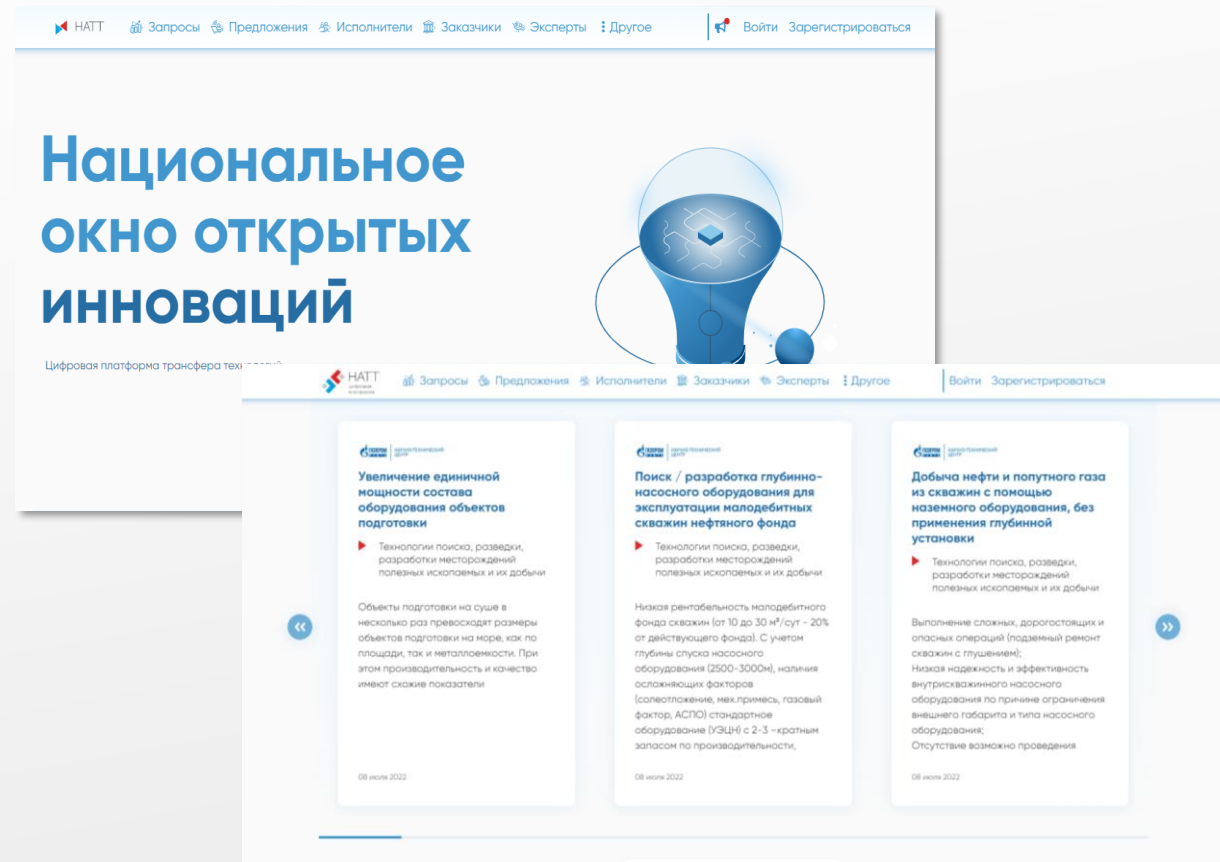 НАТТ Запросы Предложения Исполнители Заказчики Эксперты Другое Войти Зарегистрироваться
Национальное
окно открытых
инноваций
Цифровая платформа трансфера
НАТТ Запросы Предложения Исполнители Заказчики Эксперты Другое Войти Зарегистрироваться
Увеличение единичной
мощности состава
оборудования объектов
подготовки
Технологии поиска, разведки,
разработки месторождений
полезных ископаемых и их добычи
Объекты подготовки на суше в
несколько раз превосходят размеры
объектов подготовки на море, как по
площади, так и металлоемкости. При
этом производительность и качество
имеют схожие показатели
08 июля 2022
Поиск / разработка глубинно-
насосного оборудования для
эксплуатации малодебитных
скважин нефтяного фонда
Технологии поиска, разведки,
разработки месторождений
полезных ископаемых и их добычи
Низкая рентабельность малодебитного
фонда скважин (от 10 до 30 м³/сут - 20%
от действующего фонда). С учетом
глубины спуска насосного
оборудования (2500-3000м), наличия
осложняющих факторов
(солеотложение, мех.примесь, газовый
фактор, АСПО) стандартное
оборудование (УЭЦН) с 2-3 –кратным
запасом по производительности,
08 июля 2022
Добыча нефти и попутного газа
из скважин с помощью
наземного оборудования, без
применения глубинной
установки
Технологии поиска, разведки,
разработки месторождений
полезных ископаемых и их добычи
Выполнение сложных, дорогостоящих и
опасных операций (подземный ремонт
скважин с глушением);
Низкая надежность и эффективность
внутрискважинного насосного
оборудования по причине ограничения
внешнего габарита и типа насосного
оборудования;
Отсутствие возможно проведения
08 июля 2022